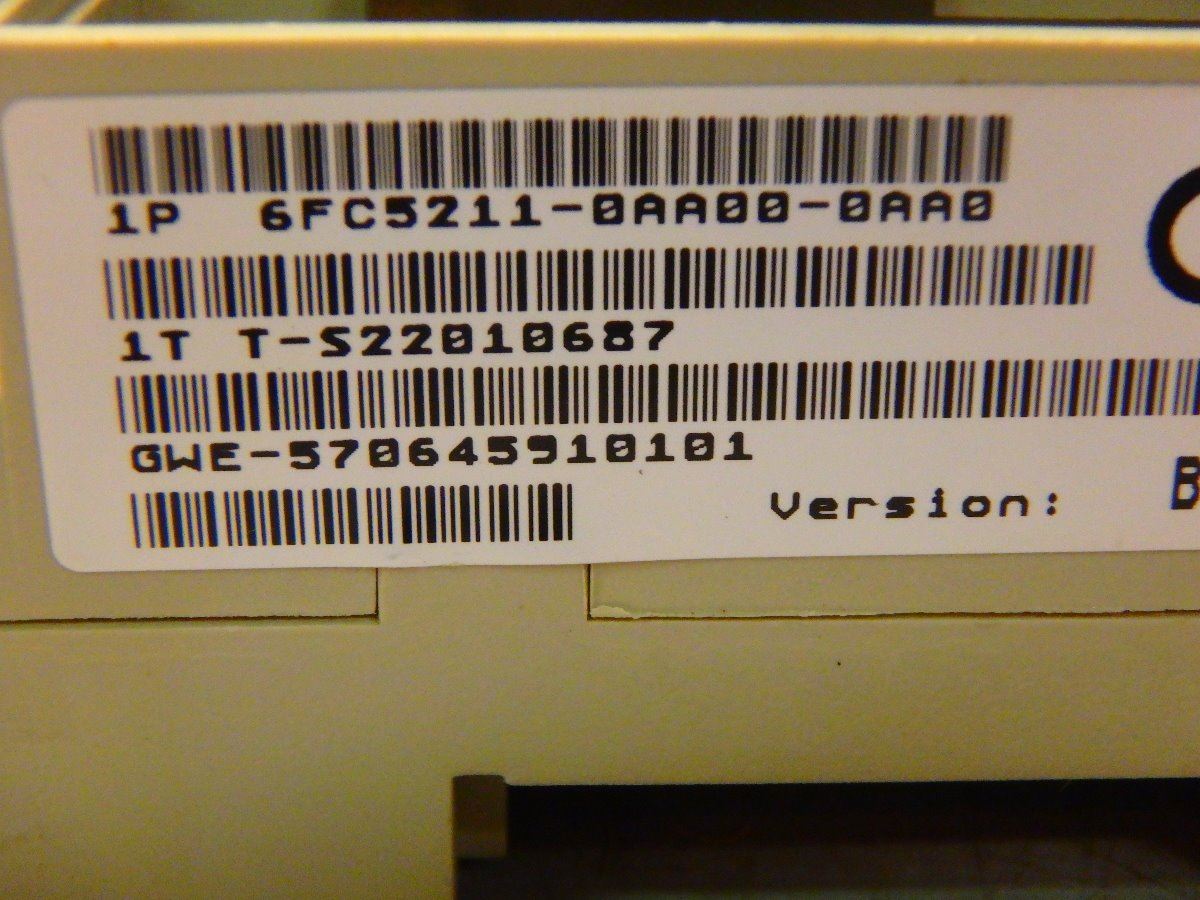 1P 6FC5211-0AA00-0AA0
1T T-S22010687
GWE-570645910101
Version: